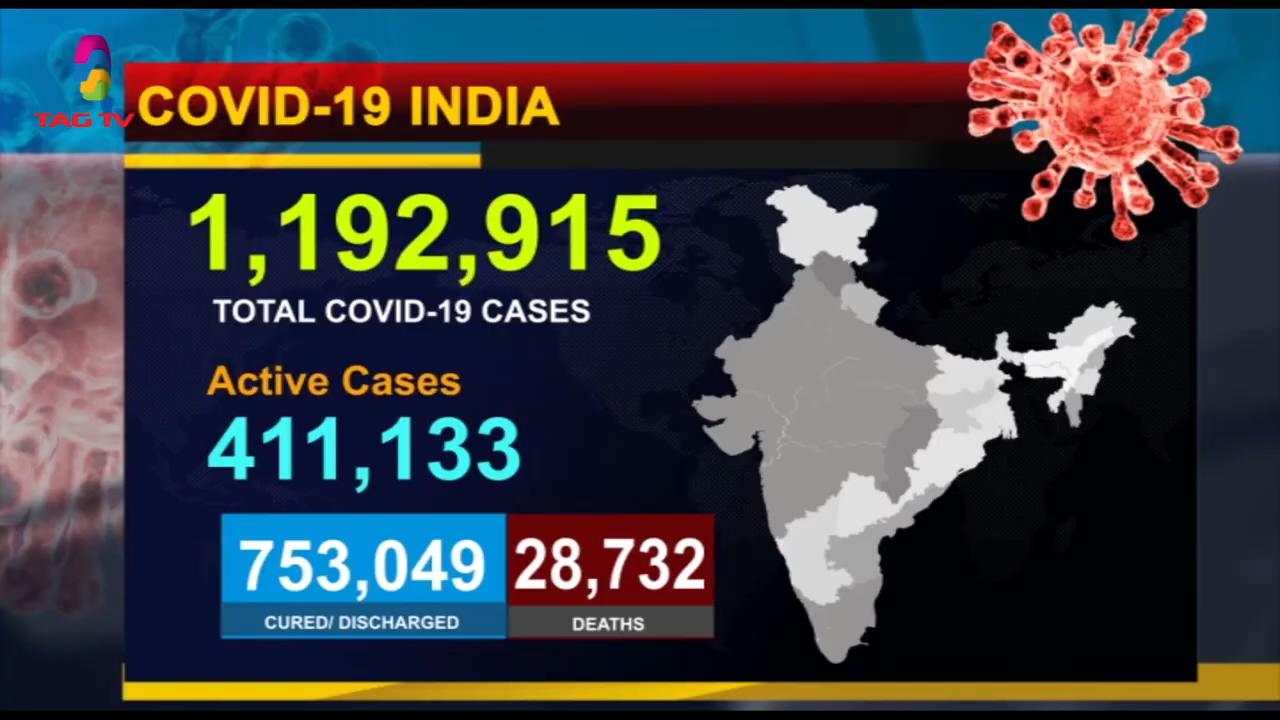 TAG TV
COVID-19 INDIA
1,192,915
TOTAL COVID-19 CASES
Active Cases
411,133
753,049
CURED/ DISCHARGED
28,732
DEATHS